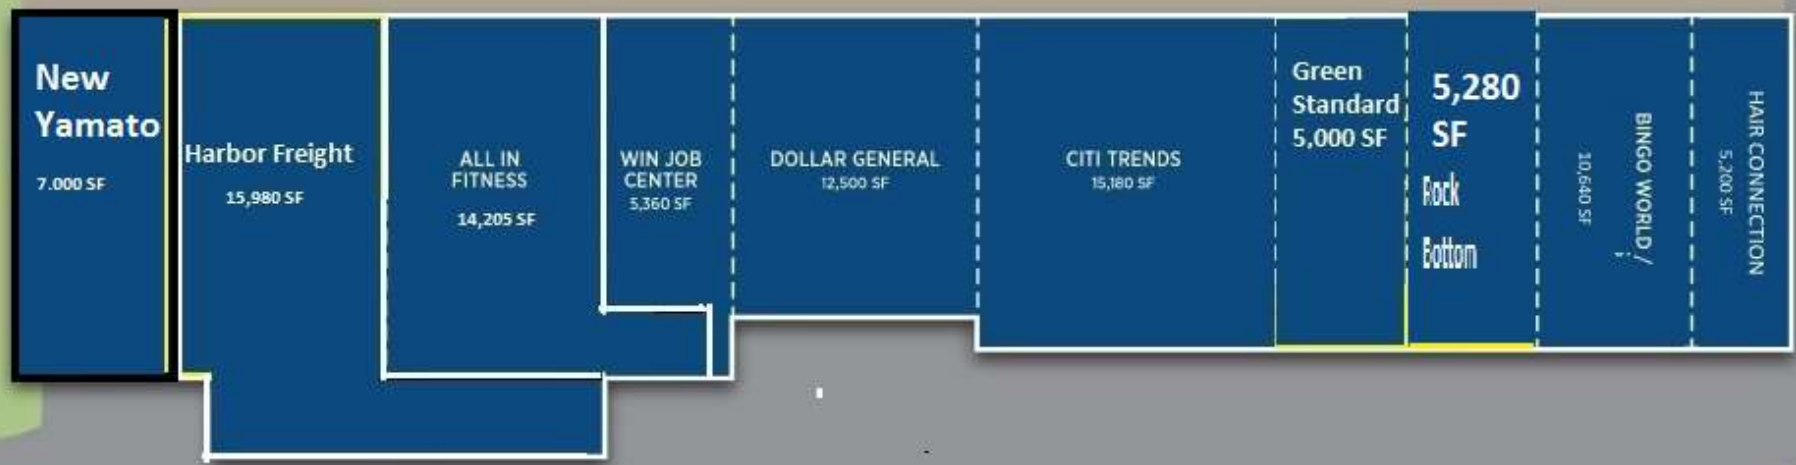 New
Yamato
7.000 SF
Harbor Freight
15,980 SF
ALL IN
FITNESS
14,205 SF
WIN JOB
CENTER
5,360 SF
DOLLAR GENERAL
12,500 SF
CITI TRENDS
15,180 SF
Green
Standard
5,000 SF
5,280
SF
Rock
Bottom
BINGO WORLD /
10,640 SF
HAIR CONNECTION
5,200 SF